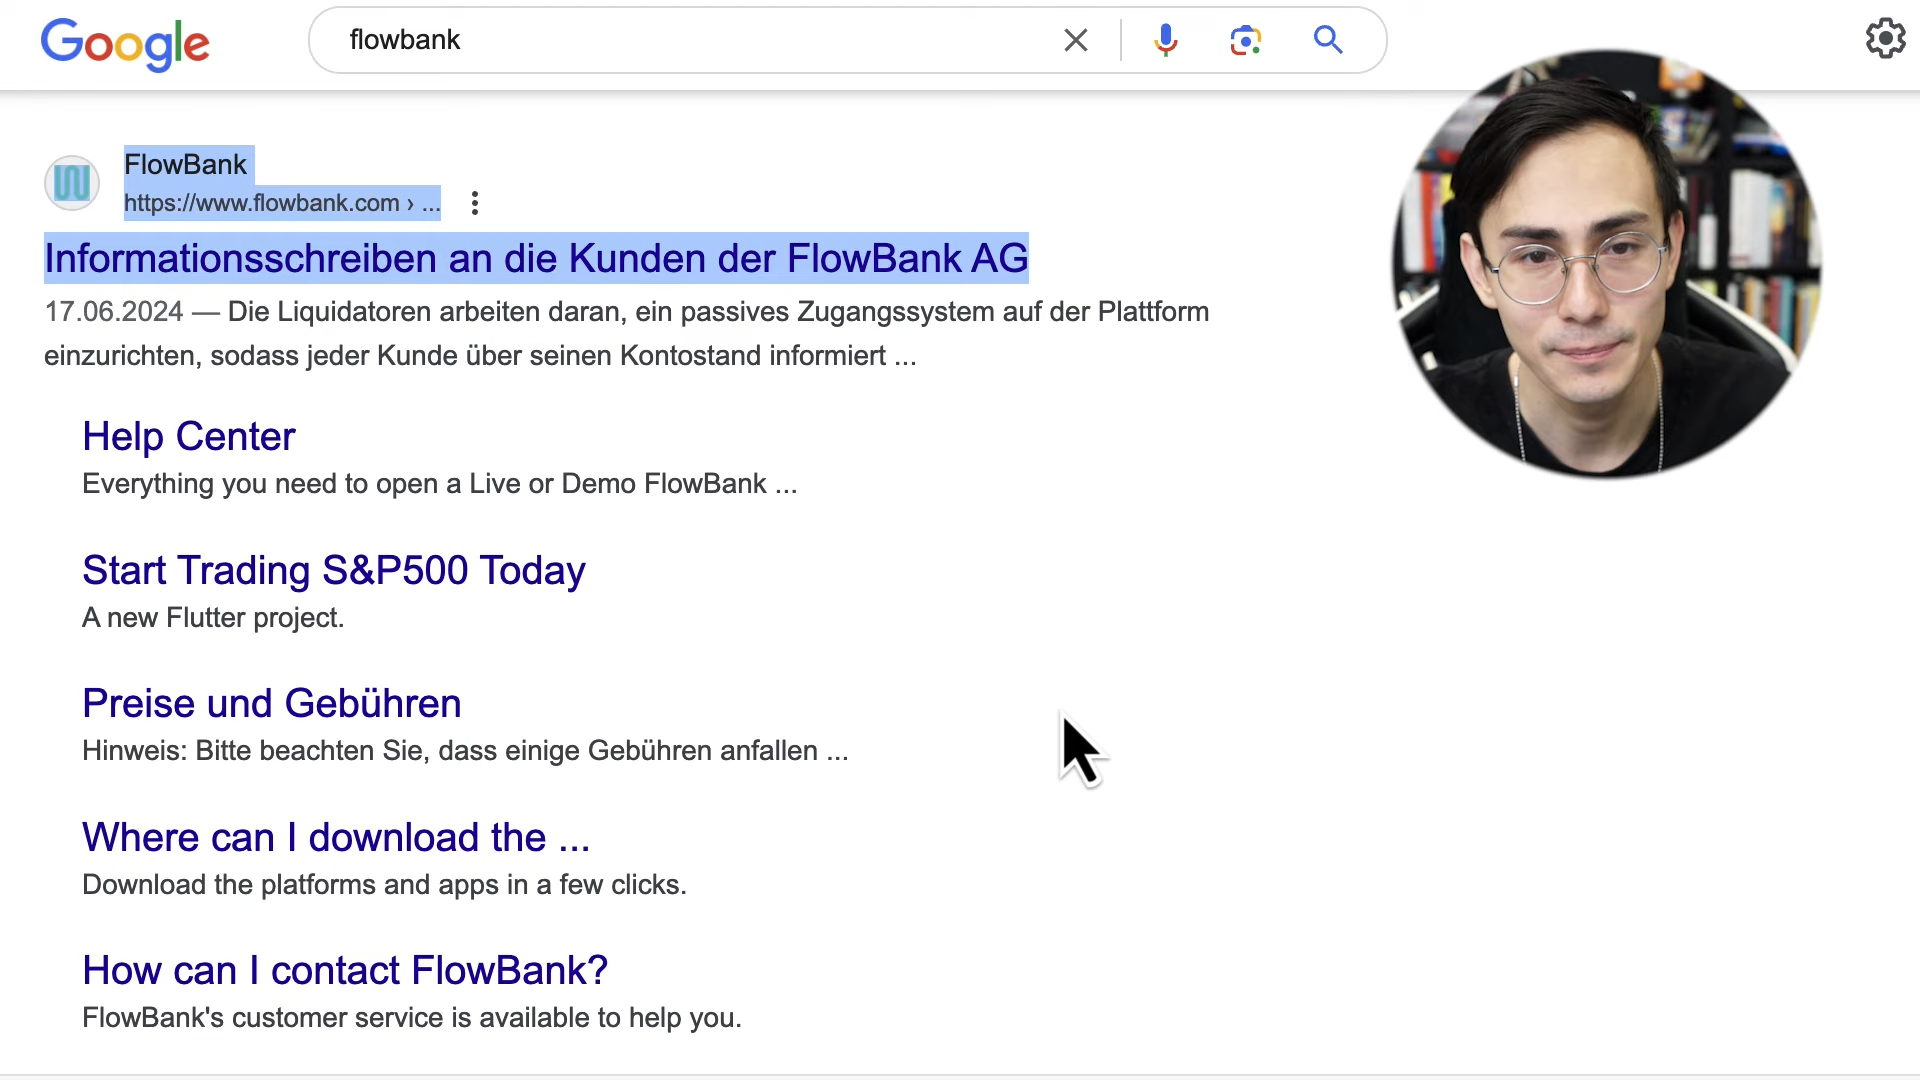 Google
flowbank
FlowBank
https://www.flowbank.com › ...
Informationsschreiben an die Kunden der FlowBank AG
17.06.2024 — Die Liquidatoren arbeiten daran, ein passives Zugangssystem auf der Plattform
einzurichten, sodass jeder Kunde über seinen Kontostand informiert ...
Help Center
Everything you need to open a Live or Demo FlowBank ...
Start Trading S&P500 Today
A new Flutter project.
Preise und Gebühren
Hinweis: Bitte beachten Sie, dass einige Gebühren anfallen ...
Where can I download the ...
Download the platforms and apps in a few clicks.
How can I contact FlowBank?
FlowBank's customer service is available to help you.